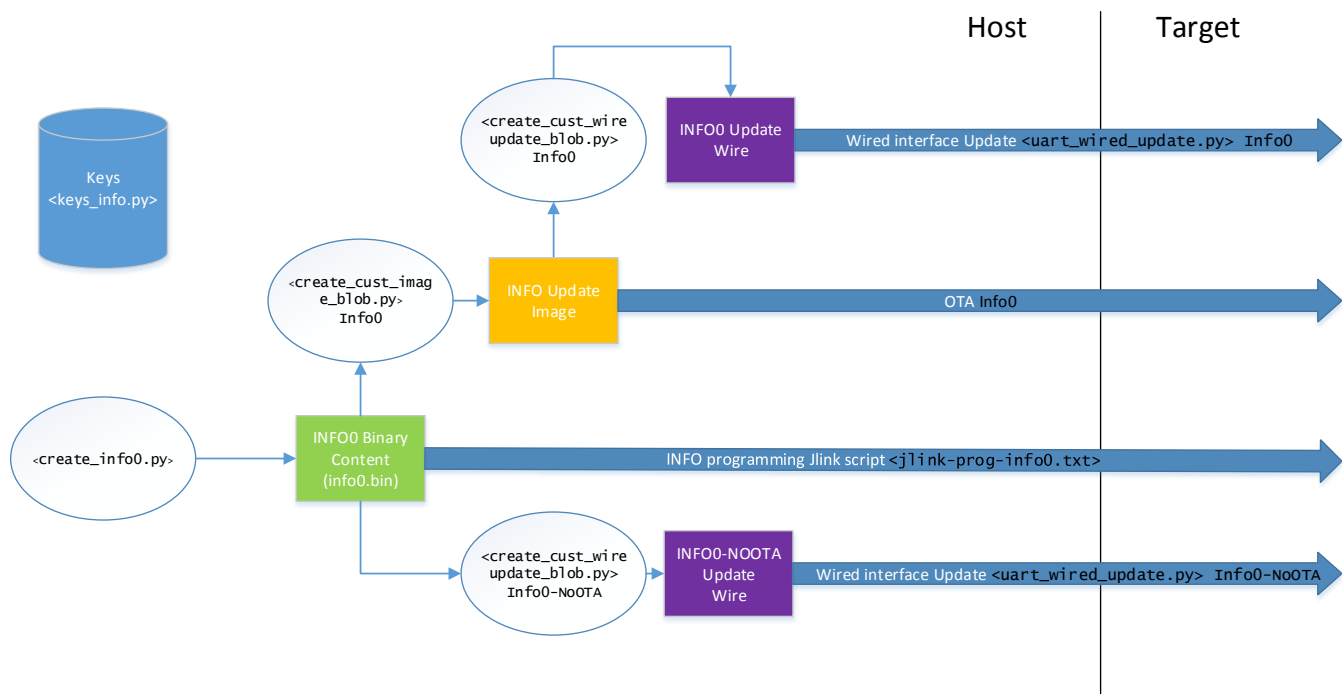 Host
Target
<create_cust_wire
update_blob.py>
Info0
INFO0 Update
Wire
Wired interface Update <uart_wired_update.py> Info0
Keys
<keys_info.py>
<create_cust_imag
e_blob.py>
Info0
INFO Update
Image
OTA Info0
<create_info0.py>
INFO0 Binary
Content
(info0.bin)
INFO programming Jlink script <jlink-prog-info0.txt>
<create_cust_wire
update_blob.py>
Info0-NoOTA
INFO0-NOOTA
Update
Wire
Wired interface Update <uart_wired_update.py> Info0-NoOTA